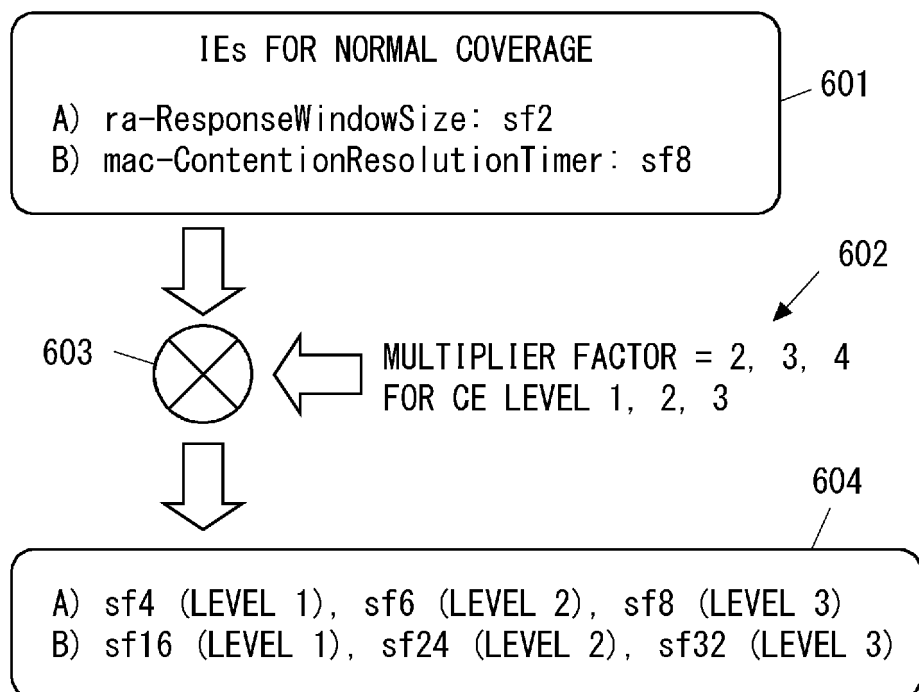 IEs FOR NORMAL COVERAGE
A) ra-ResponseWindowSize: sf2
B) mac-ContentionResolutionTimer: sf8
601
602
603
MULTIPLIER FACTOR = 2, 3, 4
FOR CE LEVEL 1, 2, 3
604
A) sf4 (LEVEL 1), sf6 (LEVEL 2), sf8 (LEVEL 3)
B) sf16 (LEVEL 1), sf24 (LEVEL 2), sf32 (LEVEL 3)